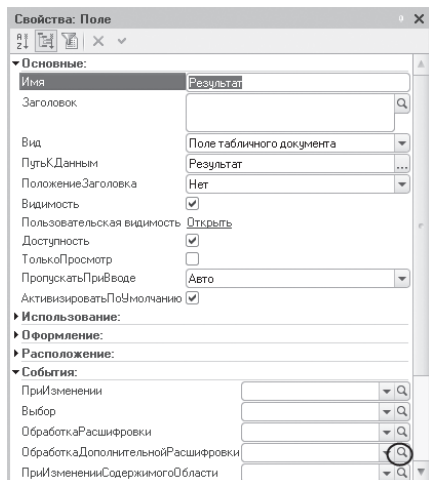 Свойства: Поле
Основные:
Имя Результат
Заголовок
Вид Поле табличного документа
ПутьКДанным Результат ...
ПоложениеЗаголовка Нет
Видимость
Пользовательская видимость Открыть
Доступность
ТолькоПросмотр
ПропускатьПриВводе Авто
АктивизироватьПоУмолчанию
Использование:
Оформление:
Расположение:
События:
ПриИзменении
Выбор
ОбработкаРасшифровки
ОбработкаДополнительнойРасшифровки
ПриИзмененииСодержимогоОбласти